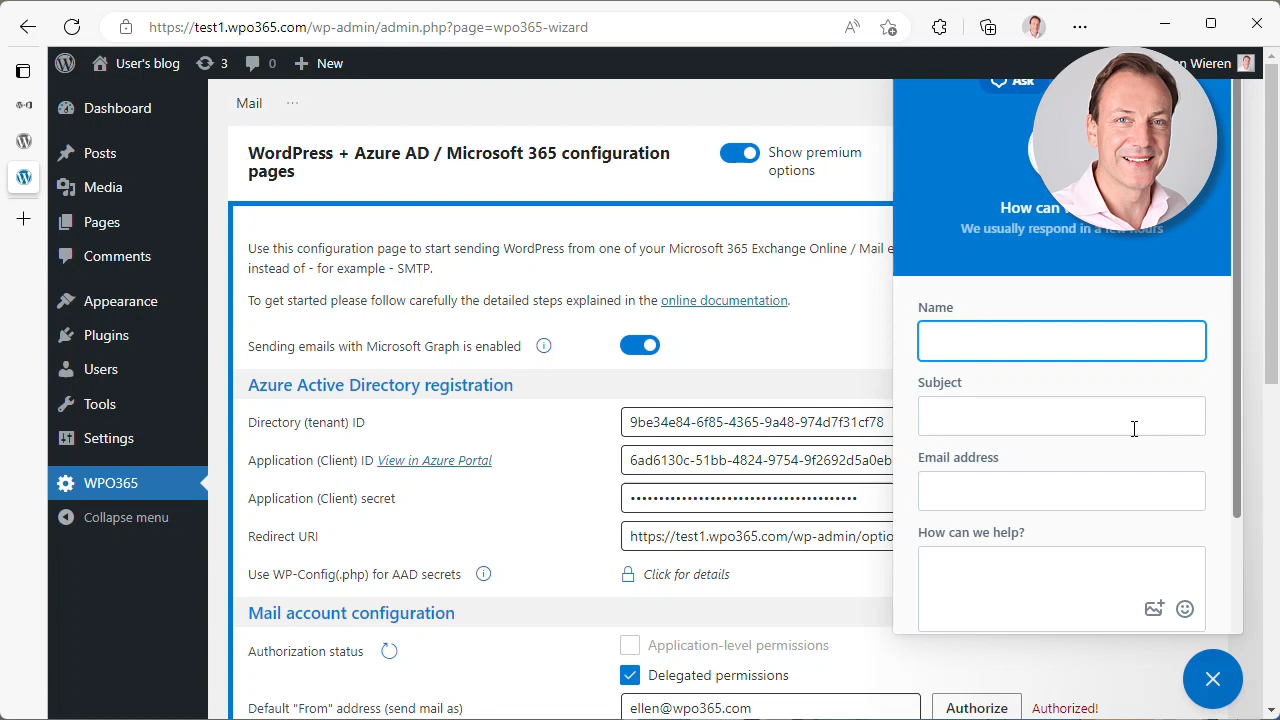 https://test1.wpo365.com/wp-admin/admin.php?page=wpo365-wizard
User's blog 3 0 New
n Wieren
Dashboard
Posts
Media
Pages
Comments
Appearance
Plugins
Users
Tools
Settings
WPO365
Collapse menu
Mail ...
WordPress + Azure AD / Microsoft 365 configuration
pages
Show premium
options
Use this configuration page to start sending WordPress from one of your Microsoft 365 Exchange Online / Mail e
instead of - for example - SMTP.
To get started please follow carefully the detailed steps explained in the online documentation.
Sending emails with Microsoft Graph is enabled
Azure Active Directory registration
Directory (tenant) ID
9be34e84-6f85-4365-9a48-974d7f31cf78
Application (Client) ID View in Azure Portal
6ad6130c-51bb-4824-9754-9f2692d5a0eb
Application (Client) secret
Redirect URI
https://test1.wpo365.com/wp-admin/optio
Use WP-Config(.php) for AAD secrets
Click for details
Mail account configuration
Authorization status
Application-level permissions
Delegated permissions
Default "From" address (send mail as)
ellen@wpo365.com
Authorize
Authorized!
Ask
How can
We usually respond in a few hours
Name
Subject
Email address
How can we help?